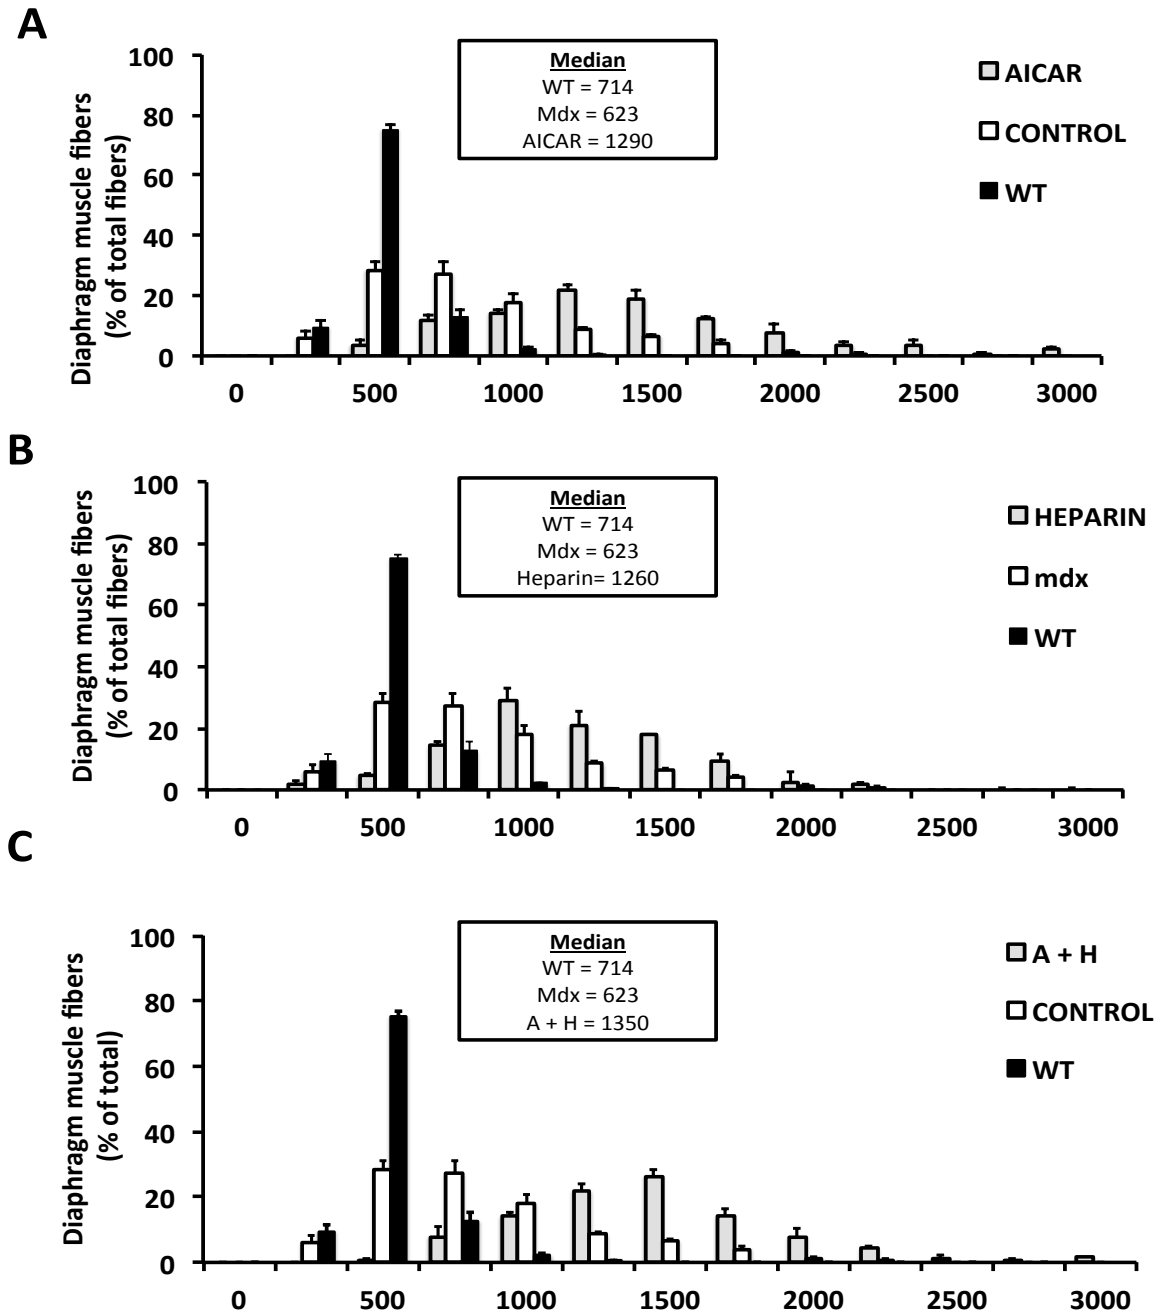 A
Diaphragm muscle fibers
(% of total fibers)
100
80
60
40
20
0
Median
WT = 714
Mdx = 623
AICAR = 1290
AICAR
CONTROL
WT
0 500 1000 1500 2000 2500 3000
B
Diaphragm muscle fibers
(% of total fibers)
100
80
60
40
20
0
Median
WT = 714
Mdx = 623
Heparin= 1260
HEPARIN
mdx
WT
0 500 1000 1500 2000 2500 3000
C
Diaphragm muscle fibers
(% of total)
100
80
60
40
20
0
Median
WT = 714
Mdx = 623
A + H = 1350
A + H
CONTROL
WT
0 500 1000 1500 2000 2500 3000